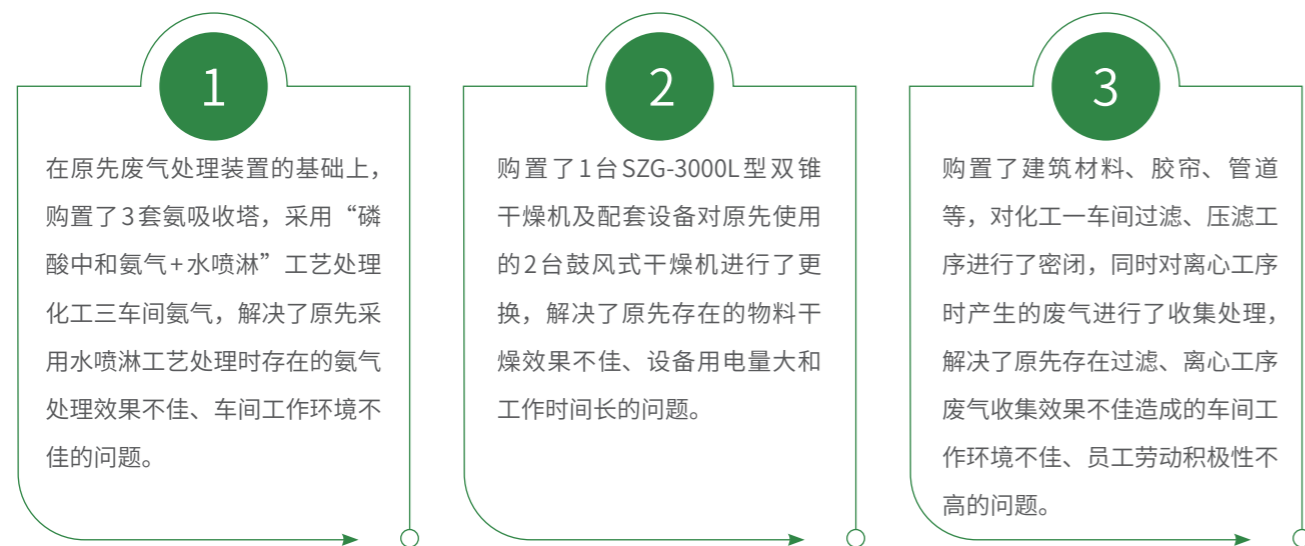 1
在原先废气处理装置的基础上，
购置了3套氨吸收塔，采用“磷
酸中和氨气+水喷淋”工艺处理
化工三车间氨气，解决了原先采
用水喷淋工艺处理时存在的氨气
处理效果不佳、车间工作环境不
佳的问题。
2
购置了1台SZG-3000L型双锥
干燥机及配套设备对原先使用
的2台鼓风式干燥机进行了更
换，解决了原先存在的物料干
燥效果不佳、设备用电量大和
工作时间长的问题。
3
购置了建筑材料、胶帘、管道
等，对化工一车间过滤、压滤工
序进行了密闭，同时对离心工序
时产生的废气进行了收集处理，
解决了原先存在过滤、离心工序
废气收集效果不佳造成的车间工
作环境不佳、员工劳动积极性不
高的问题。